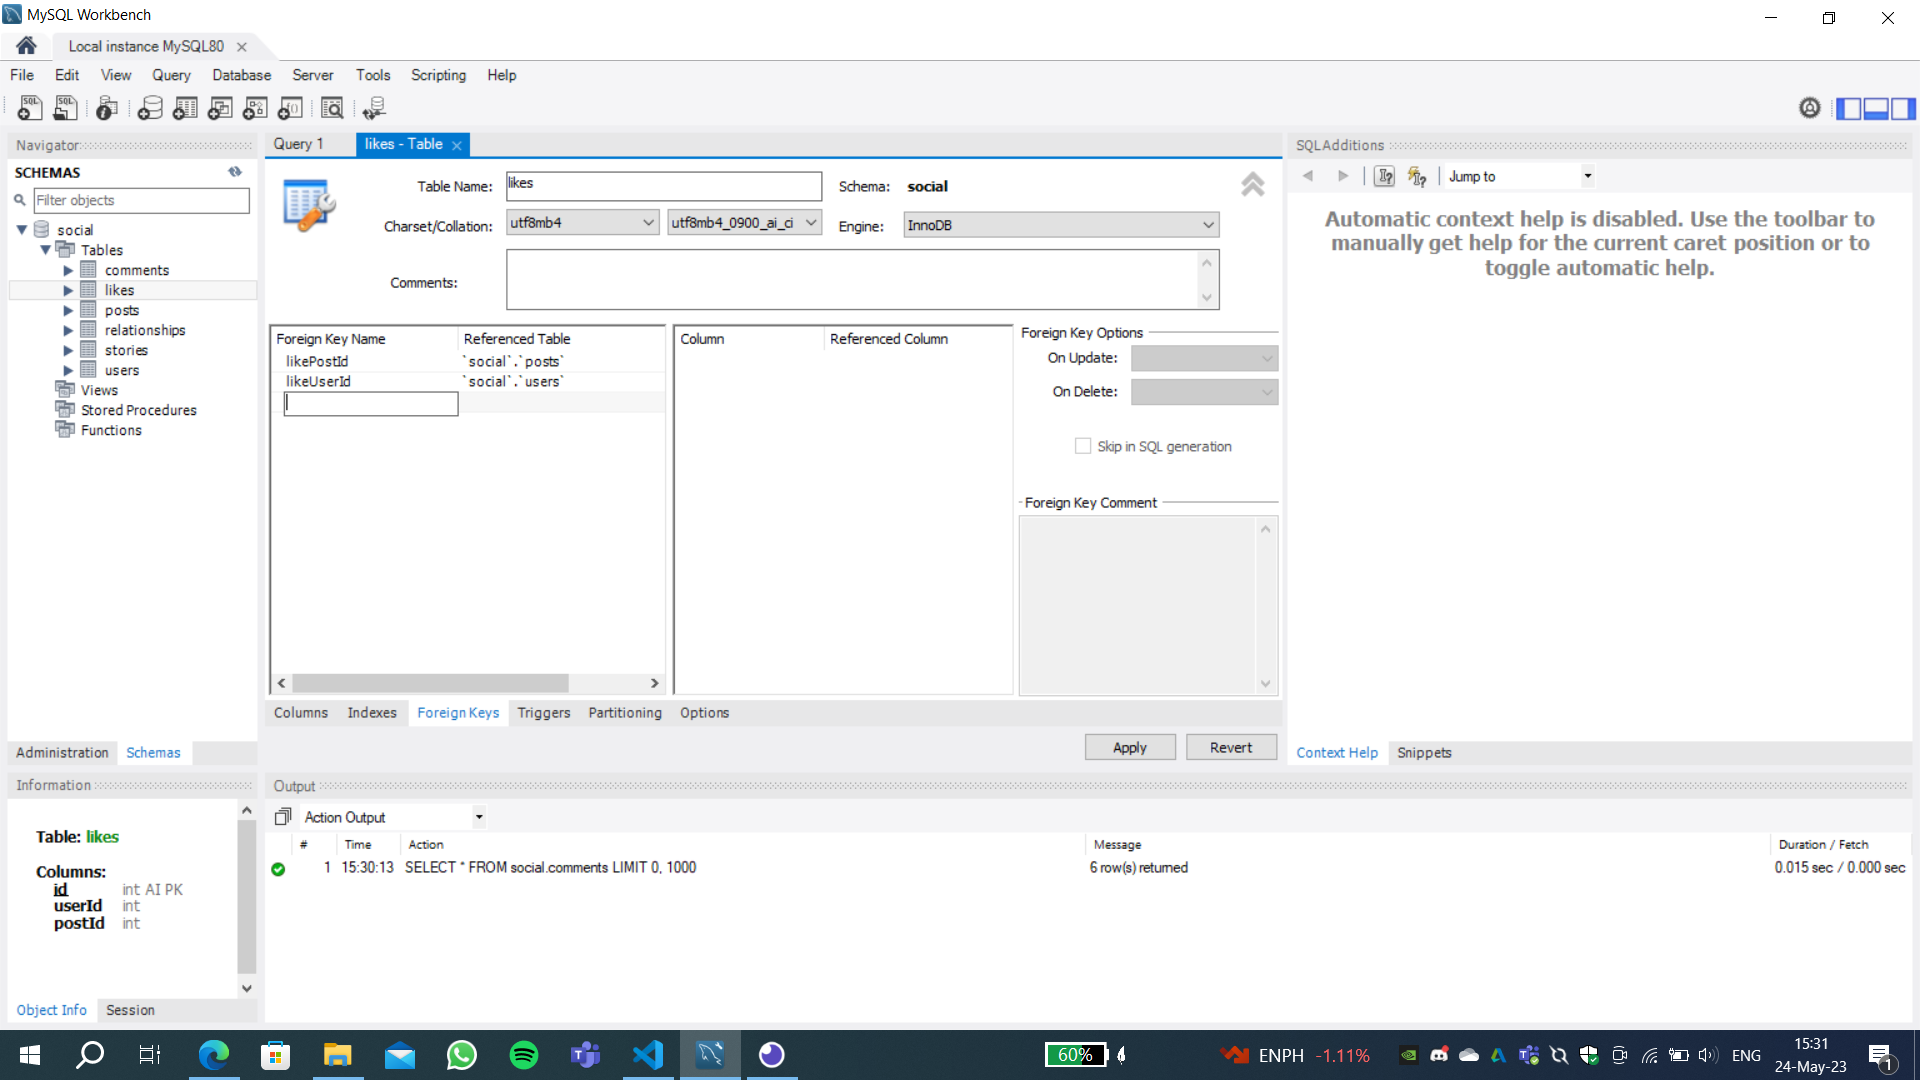 MySQL Workbench
Local instance MySQL80
File Edit View Query Database Server Tools Scripting Help
Navigator
SCHEMAS
Filter objects
social
Tables
comments
likes
posts
relationships
stories
users
Views
Stored Procedures
Functions
Administration Schemas
Information
Table: likes
Columns:
id int AI PK
userId int
postId int
Object Info Session
Query 1 likes - Table
Table Name: likes Schema: social
Charset/Collation: utf8mb4 utf8mb4_0900_ai_ci Engine: InnoDB
Comments:
Foreign Key Name Referenced Table
likePostId `social`.`posts`
likeUserId `social`.`users`
Column Referenced Column
Foreign Key Options
On Update:
On Delete:
Skip in SQL generation
Foreign Key Comment
Columns Indexes Foreign Keys Triggers Partitioning Options
Apply Revert
SQLAdditions
Jump to
Automatic context help is disabled. Use the toolbar to
manually get help for the current caret position or to
toggle automatic help.
Context Help Snippets
Output
Action Output
# Time Action Message Duration / Fetch
1 15:30:13 SELECT * FROM social.comments LIMIT 0, 1000 6 row(s) returned 0.015 sec / 0.000 sec
60% ENPH -1.11% ENG
15:31
24-May-23
1